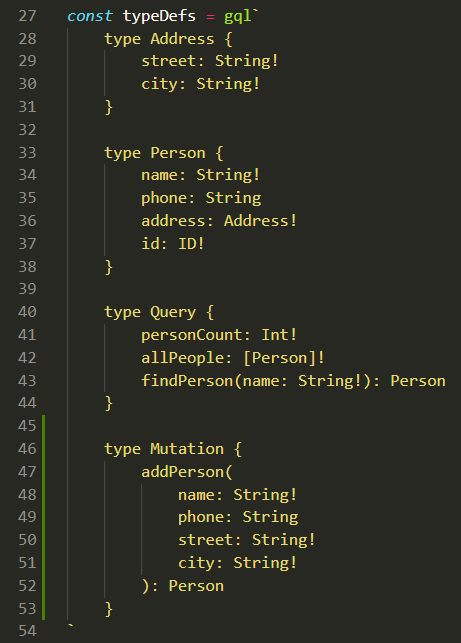 27 const typeDefs = gql`
28 type Address {
29 street: String!
30 city: String!
31 }
32
33 type Person {
34 name: String!
35 phone: String
36 address: Address!
37 id: ID!
38 }
39
40 type Query {
41 personCount: Int!
42 allPeople: [Person]!
43 findPerson(name: String!): Person
44 }
45
46 type Mutation {
47 addPerson(
48 name: String!
49 phone: String
50 street: String!
51 city: String!
52 ): Person
53 }
54 `